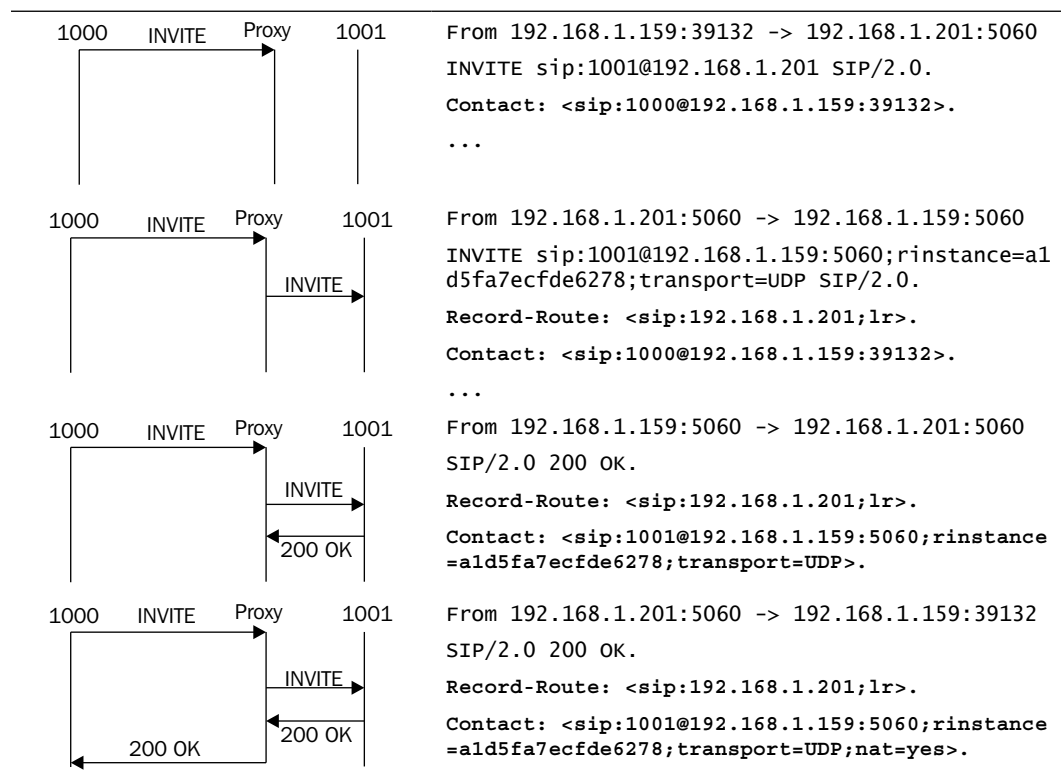 1000 INVITE Proxy 1001
From 192.168.1.159:39132 -> 192.168.1.201:5060
INVITE sip:1001@192.168.1.201 SIP/2.0.
Contact: <sip:1000@192.168.1.159:39132>.
...
1000 INVITE Proxy 1001
INVITE
From 192.168.1.201:5060 -> 192.168.1.159:5060
INVITE sip:1001@192.168.1.159:5060;rinstance=a1
d5fa7ecfde6278;transport=UDP SIP/2.0.
Record-Route: <sip:192.168.1.201;lr>.
Contact: <sip:1000@192.168.1.159:39132>.
...
1000 INVITE Proxy 1001
INVITE
200 OK
From 192.168.1.159:5060 -> 192.168.1.201:5060
SIP/2.0 200 OK.
Record-Route: <sip:192.168.1.201;lr>.
Contact: <sip:1001@192.168.1.159:5060;rinstance
=a1d5fa7ecfde6278;transport=UDP>.
1000 INVITE Proxy 1001
INVITE
200 OK
200 OK
From 192.168.1.201:5060 -> 192.168.1.159:39132
SIP/2.0 200 OK.
Record-Route: <sip:192.168.1.201;lr>.
Contact: <sip:1001@192.168.1.159:5060;rinstance
=a1d5fa7ecfde6278;transport=UDP;nat=yes>.